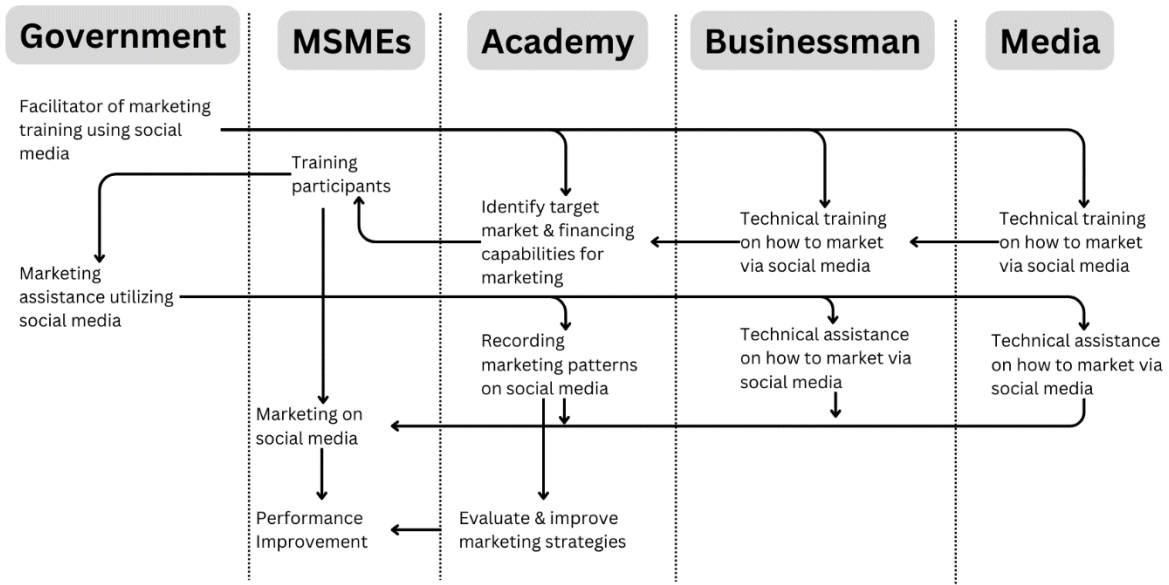 Government
MSMEs
Academy
Businessman
Media
Facilitator of marketing
training using social
media
Training
participants
Identify target
market & financing
capabilities for
marketing
Technical training
on how to market
via social media
Technical training
on how to market
via social media
Marketing
assistance utilizing
social media
Recording
marketing patterns
on social media
Technical assistance
on how to market via
social media
Technical assistance
on how to market via
social media
Marketing on
social media
Performance
Improvement
Evaluate & improve
marketing strategies